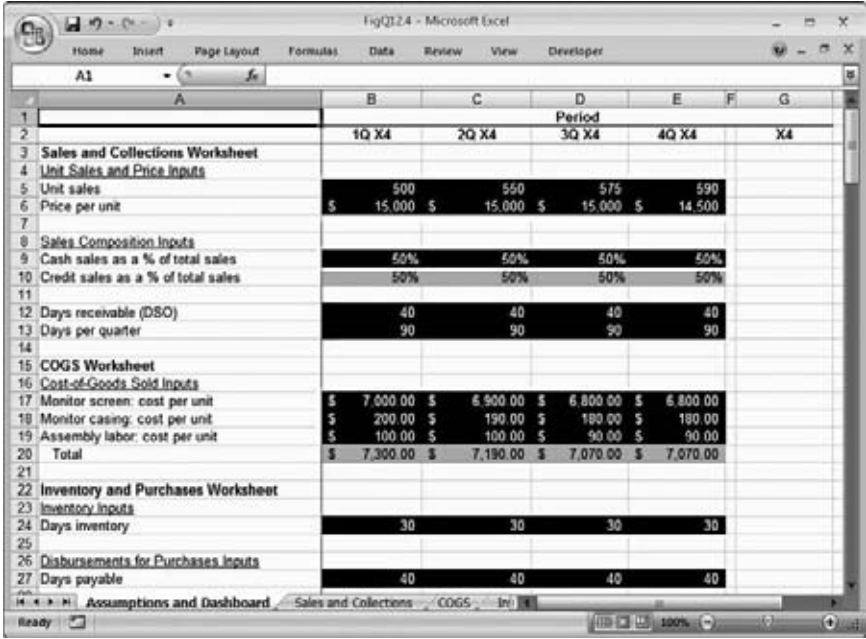 FigQ12.4 - Microsoft Excel
Home Insert Page Layout Formulas Data Review View Developer
A1 fx
A B C D E F G
1 Period
2 1Q X4 2Q X4 3Q X4 4Q X4 X4
3 Sales and Collections Worksheet
4 Unit Sales and Price Inputs
5 Unit sales 500 550 575 590
6 Price per unit $ 15,000 $ 15,000 $ 15,000 $ 14,500
7
8 Sales Composition Inputs
9 Cash sales as a % of total sales 50% 50% 50% 50%
10 Credit sales as a % of total sales 50% 50% 50% 50%
11
12 Days receivable (DSO) 40 40 40 40
13 Days per quarter 90 90 90 90
14
15 COGS Worksheet
16 Cost-of-Goods Sold Inputs
17 Monitor screen: cost per unit $ 7,000.00 $ 6,900.00 $ 6,800.00 $ 6,800.00
18 Monitor casing: cost per unit $ 200.00 $ 190.00 $ 180.00 $ 180.00
19 Assembly labor: cost per unit $ 100.00 $ 100.00 $ 90.00 $ 90.00
20 Total $ 7,300.00 $ 7,190.00 $ 7,070.00 $ 7,070.00
21
22 Inventory and Purchases Worksheet
23 Inventory Inputs
24 Days inventory 30 30 30 30
25
26 Disbursements for Purchases Inputs
27 Days payable 40 40 40 40
Assumptions and Dashboard Sales and Collections COGS
Ready 100%